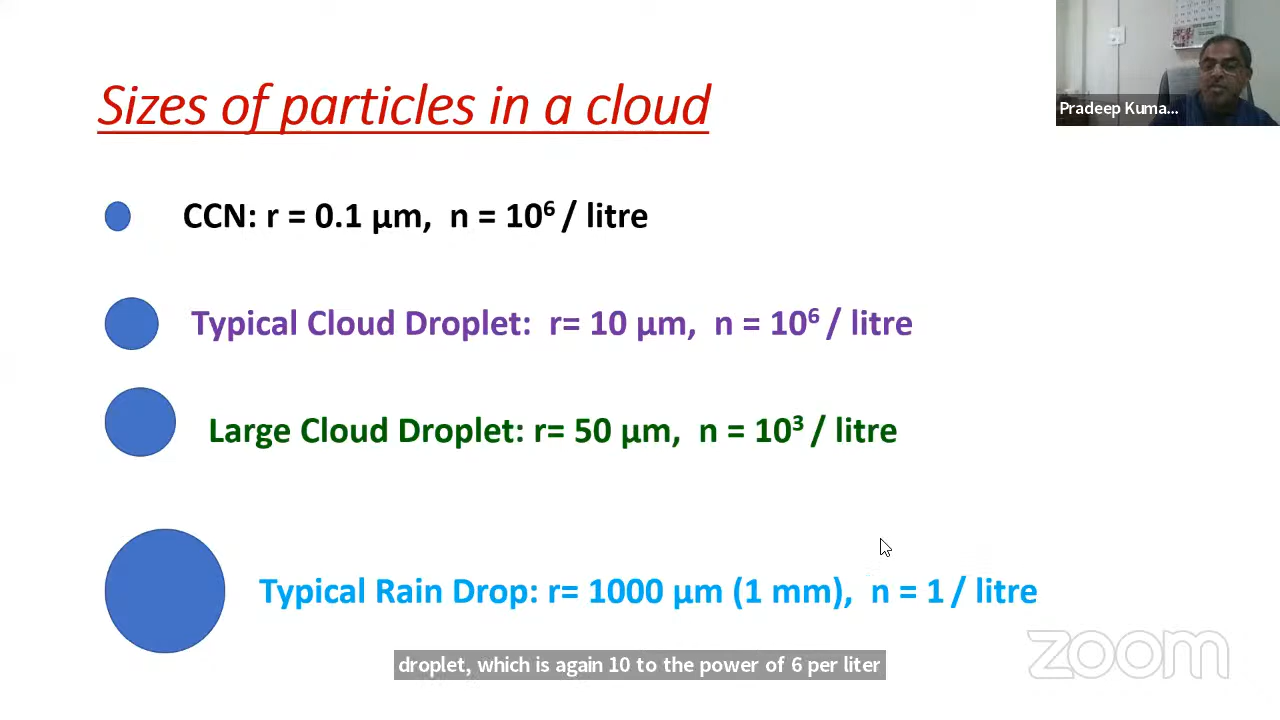 Sizes of particles in a cloud
Pradeep Kuma...
CCN: r = 0.1 µm, n = 10⁶ / litre
Typical Cloud Droplet: r= 10 µm, n = 10⁶ / litre
Large Cloud Droplet: r= 50 µm, n = 10³ / litre
Typical Rain Drop: r= 1000 µm (1 mm), n = 1 / litre
zoom
droplet, which is again 10 to the power of 6 per liter